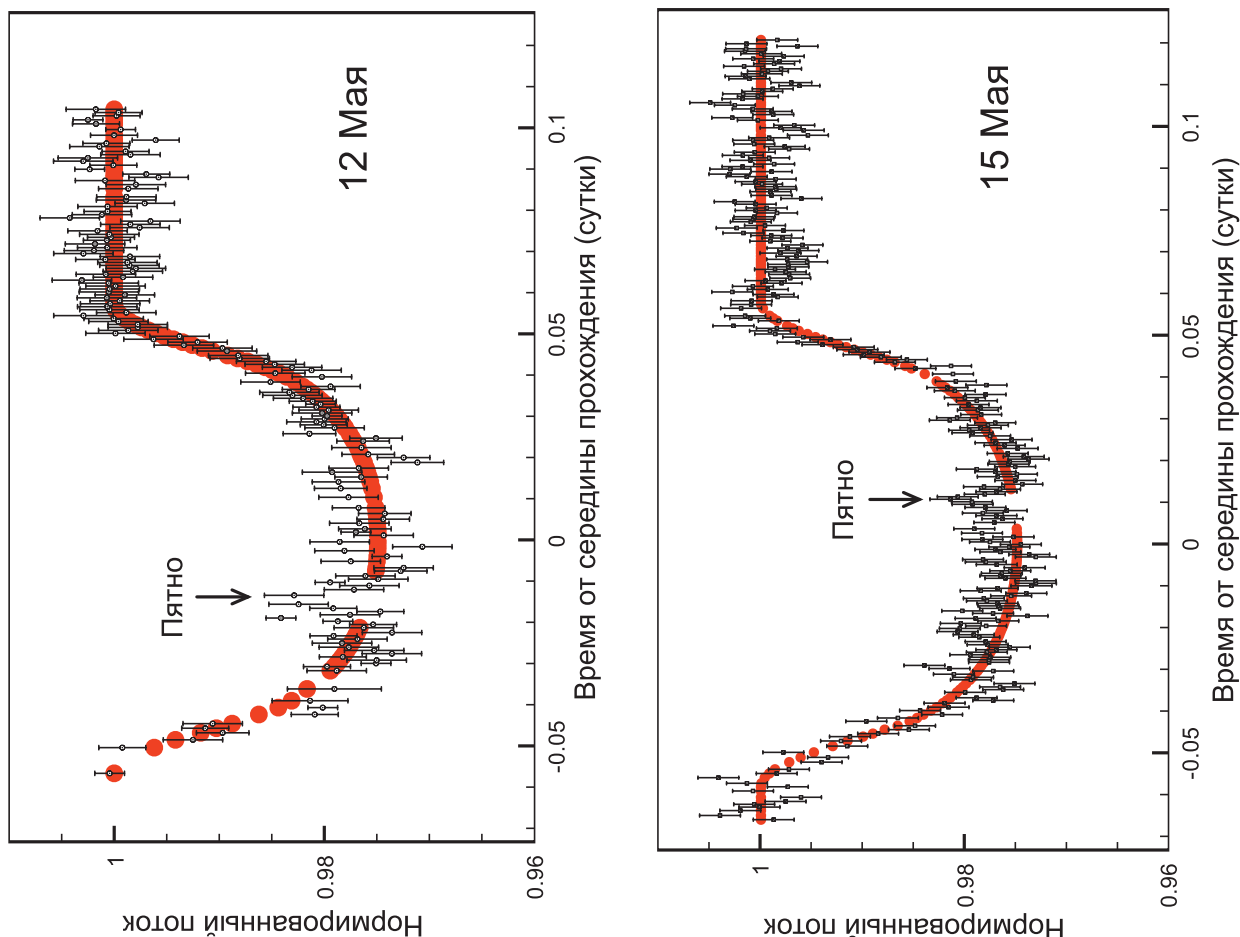 Нормированный поток
1
0.98
0.96
Пятно
12 Мая
-0.05 0 0.05 0.1
Время от середины прохождения (сутки)
Нормированный поток
1
0.98
0.96
Пятно
15 Мая
-0.05 0 0.05 0.1
Время от середины прохождения (сутки)